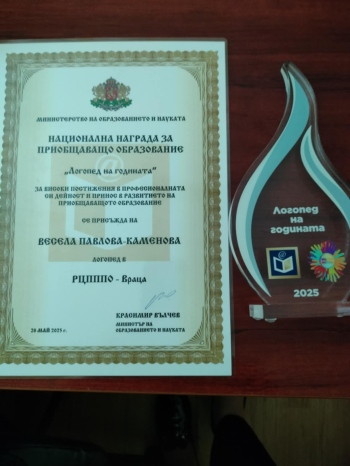 МИНИСТЕРСТВО НА ОБРАЗОВАНИЕТО И НАУКАТА
НАЦИОНАЛНА НАГРАДА ЗА
ПРИОБЩАВАЩО ОБРАЗОВАНИЕ
„Логопед на годината"
ЗА ВИСОКИ ПОСТИЖЕНИЯ В ПРОФЕСИОНАЛНАТА
СИ ДЕЙНОСТ И ПРИНОС В РАЗВИТИЕТО НА
ПРИОБЩАВАЩОТО ОБРАЗОВАНИЕ
СЕ ПРИСЪЖДА НА
ВЕСЕЛА ПАВЛОВА-КАМЕНОВА
ЛОГОПЕД В
РЦПППО - Враца
КРАСИМИР ВЪЛЧЕВ
МИНИСТЪР НА
ОБРАЗОВАНИЕТО И НАУКАТА
28 МАЙ 2025 г.
Логопед
на
годината
2025